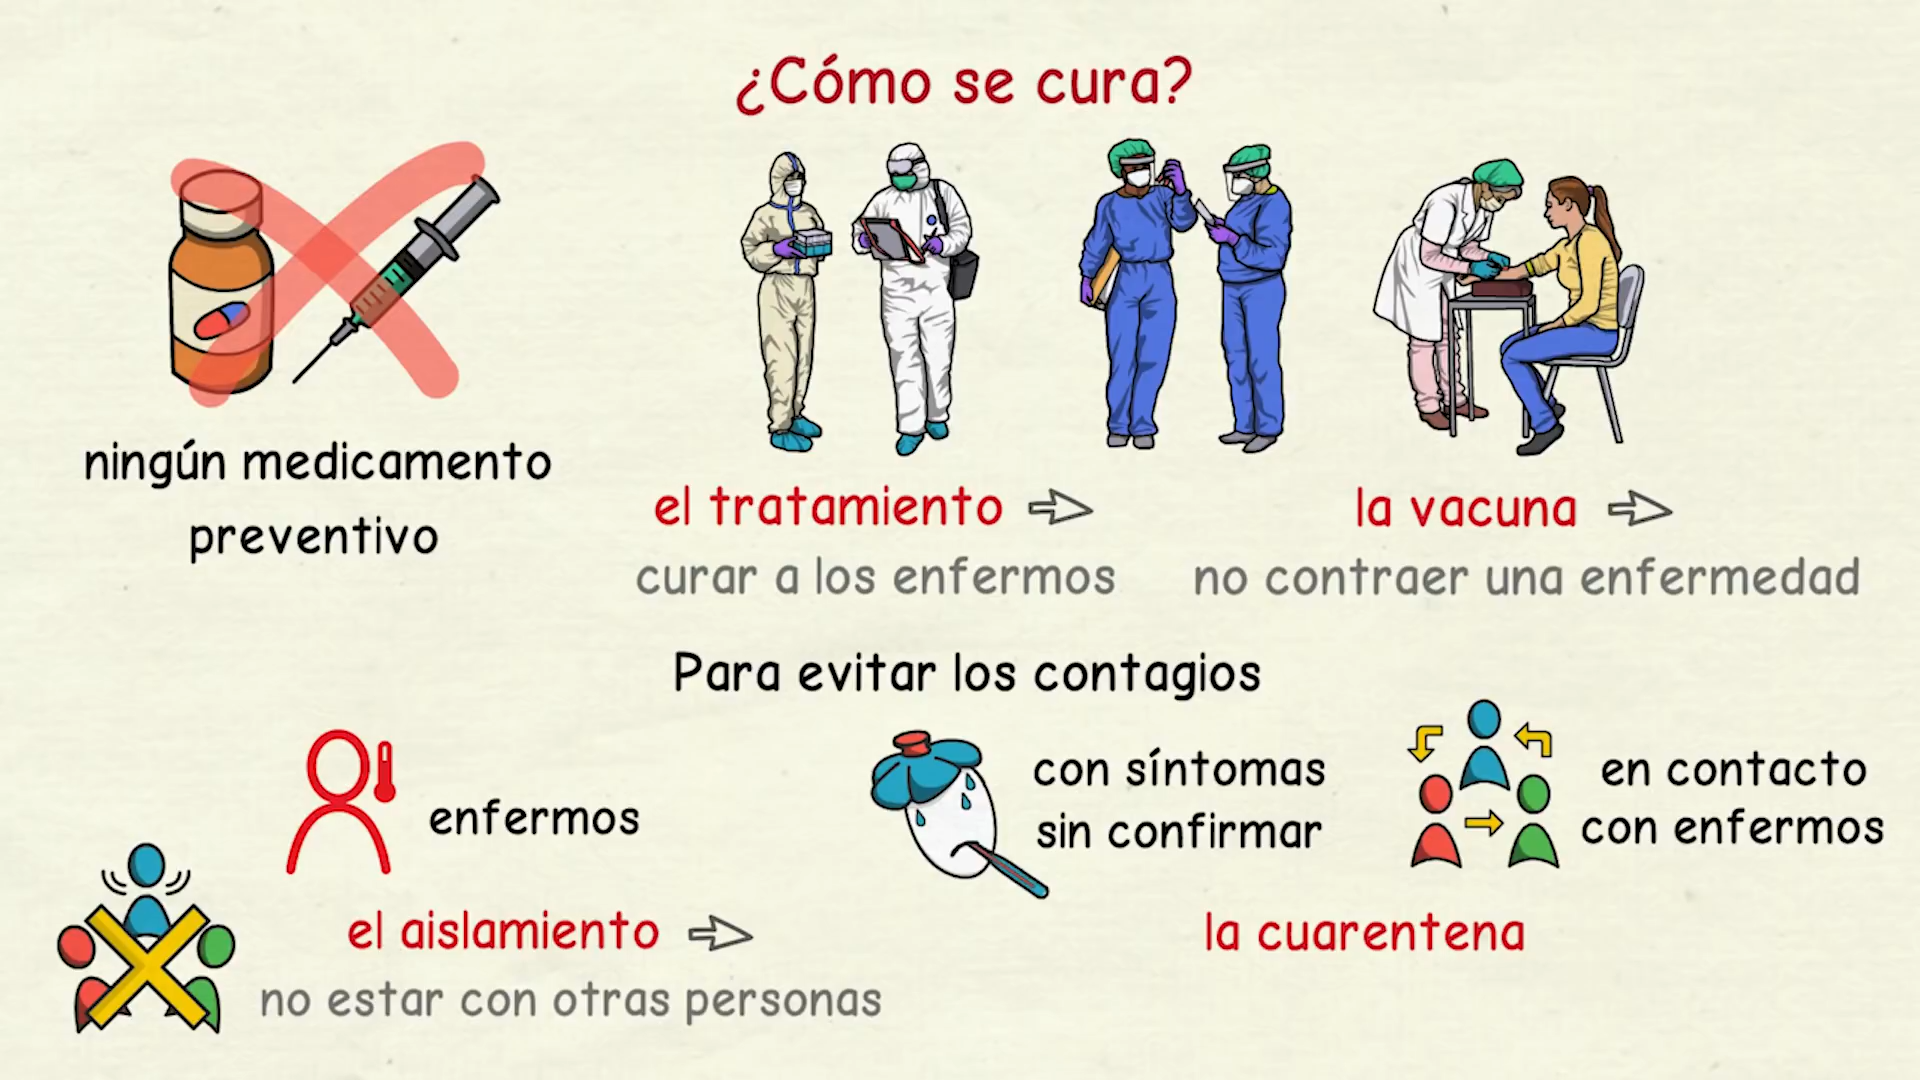 ¿Cómo se cura?
ningún medicamento
preventivo
el tratamiento
curar a los enfermos
la vacuna
no contraer una enfermedad
Para evitar los contagios
enfermos
el aislamiento
no estar con otras personas
con síntomas
sin confirmar
en contacto
con enfermos
la cuarentena